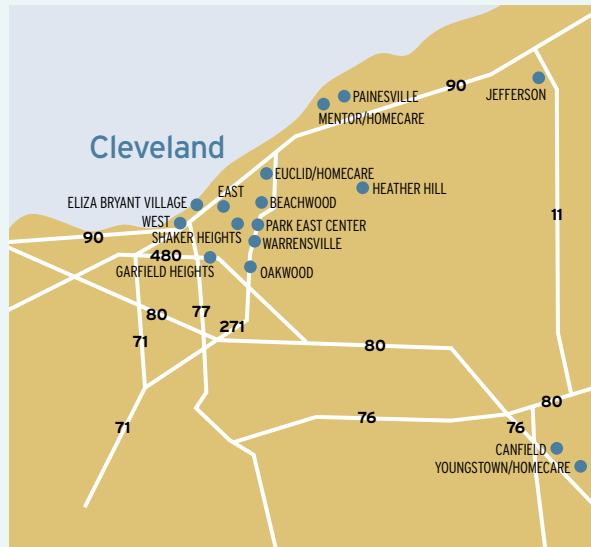 PAINESVILLE
90
JEFFERSON
MENTOR/HOMECARE
Cleveland
EUCLID/HOMECARE
HEATHER HILL
EAST
ELIZA BRYANT VILLAGE
BEACHWOOD
WEST
PARK EAST CENTER
11
90
SHAKER HEIGHTS
WARRENSVILLE
480
GARFIELD HEIGHTS
OAKWOOD
80
77
271
71
80
80
76
76
71
CANFIELD
YOUNGSTOWN/HOMECARE